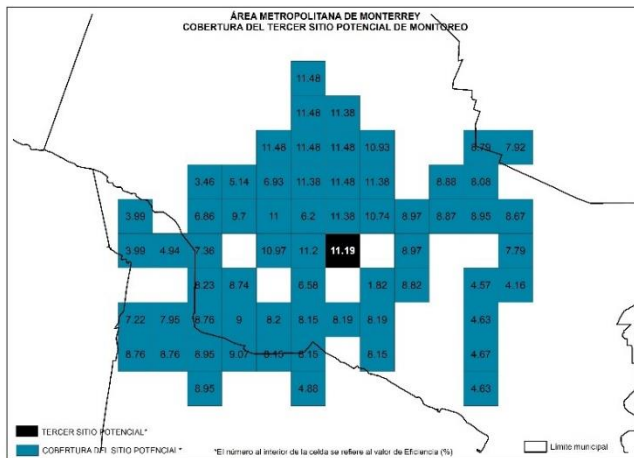 ÁREA METROPOLITANA DE MONTERREY
COBERTURA DEL TERCER SITIO POTENCIAL DE MONITOREO
11.48
11.48 11.38
11.48 11.48 11.48 10.93 8.79 7.92
3.46 5.14 6.93 11.38 11.48 11.38 8.88 8.08
3.99 6.86 9.7 11 6.2 11.38 10.74 8.97 8.87 8.95 8.67
3.99 4.94 7.36 10.97 11.2 11.19 8.97 7.79
8.23 8.74 6.58 1.82 8.82 4.57 4.16
7.22 7.95 8.76 9 8.2 8.15 8.19 8.19 4.63
8.76 8.76 8.95 9.07 8.15 8.15 8.15 4.67
8.95 4.88 4.63
TERCER SITIO POTENCIAL*
COBERTURA DEL SITIO POTENCIAL* *El número al interior de la celda se refiere al valor de Eficiencia (%) Límite municipal